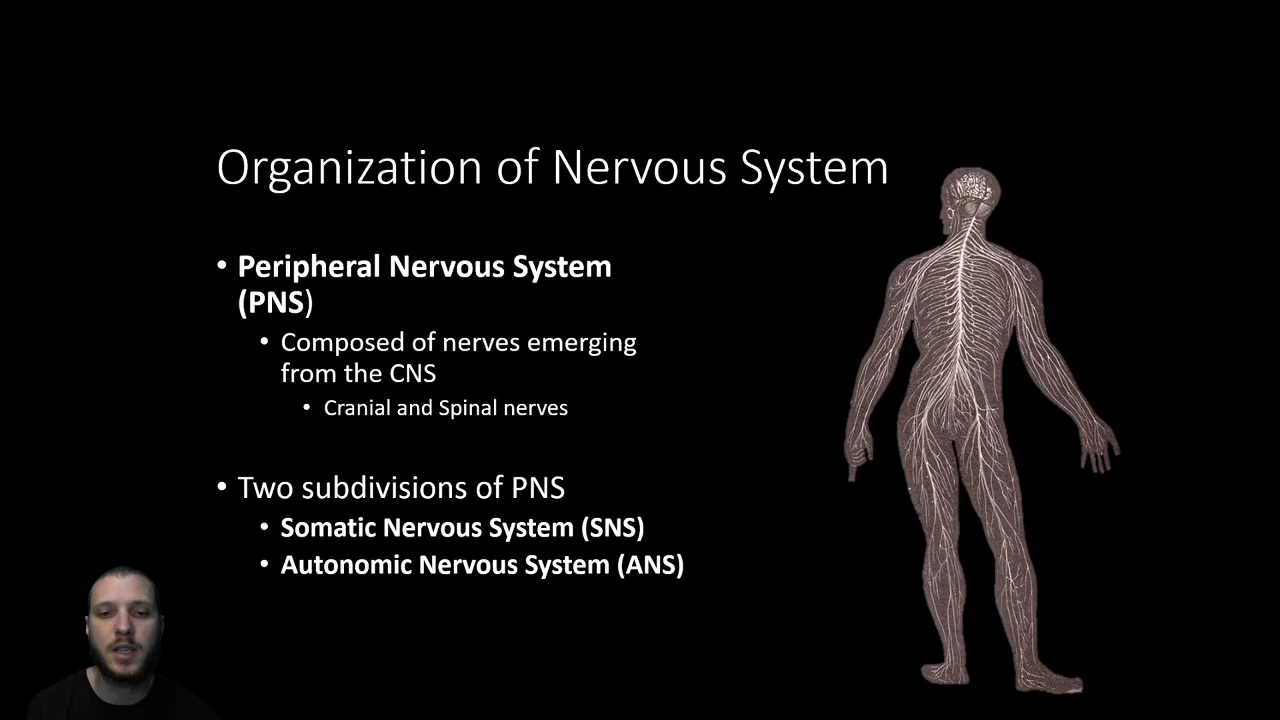 Organization of Nervous System
• Peripheral Nervous System
(PNS)
• Composed of nerves emerging
from the CNS
• Cranial and Spinal nerves
• Two subdivisions of PNS
• Somatic Nervous System (SNS)
• Autonomic Nervous System (ANS)